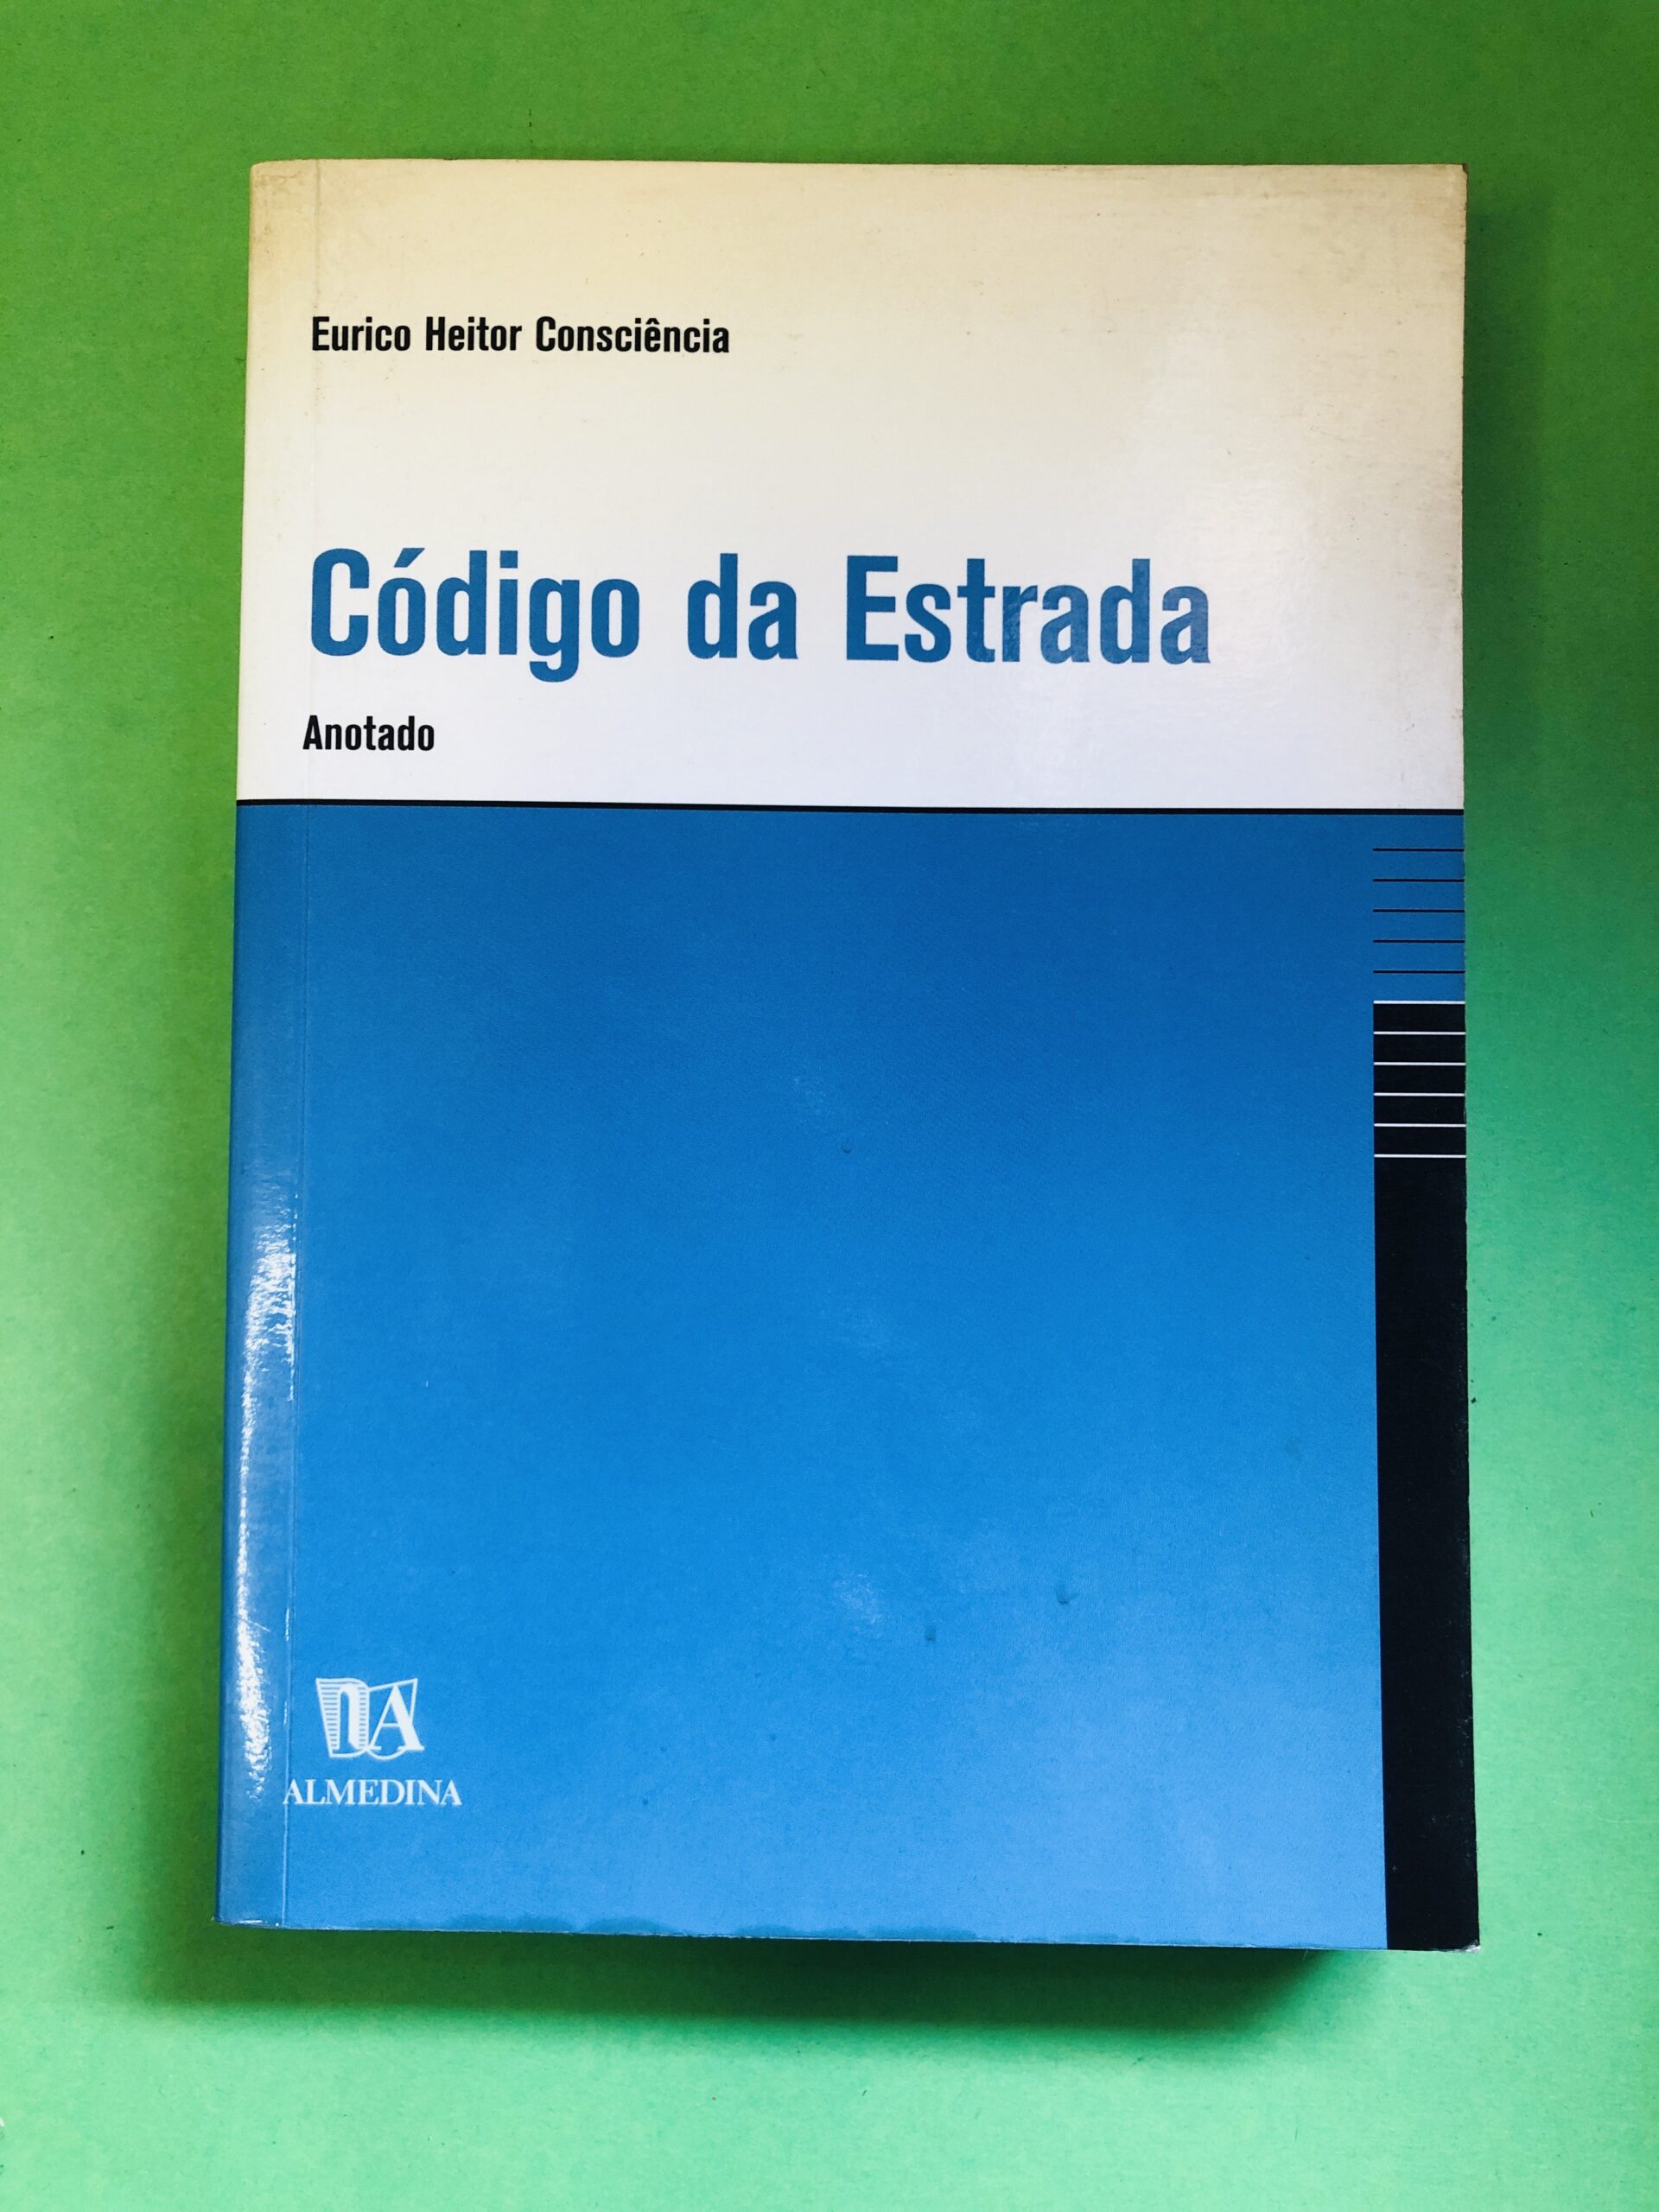 Eurico Heitor Consciência
Código da Estrada
Anotado
ALMEDINA